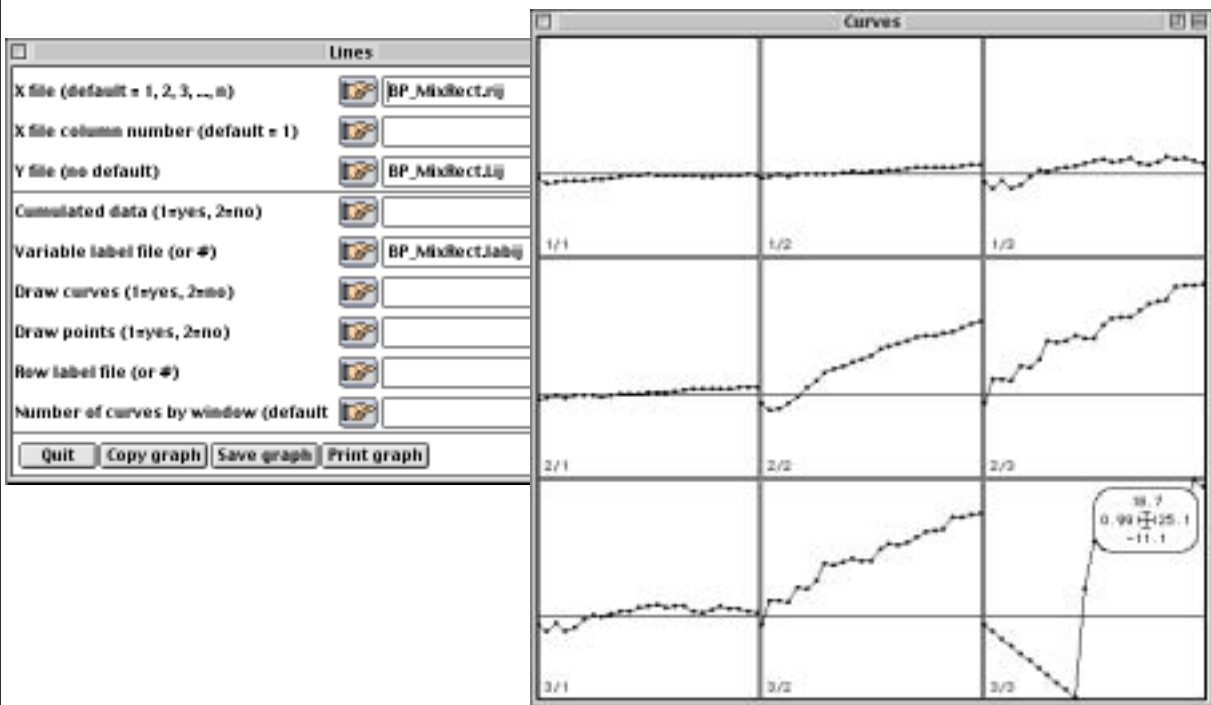 Lines
X file (default = 1, 2, 3, ..., n)
BP_MixRect.rij
X file column number (default = 1)
Y file (no default)
BP_MixRect.Lij
Cumulated data (1=yes, 2=no)
Variable label file (or #)
BP_MixRect.labij
Draw curves (1=yes, 2=no)
Draw points (1=yes, 2=no)
Row label file (or #)
Number of curves by window (default
Quit
Copy graph
Save graph
Print graph
Curves
1/1
1/2
1/3
2/1
2/2
2/3
3/1
3/2
3/3
18.7
0.99
25.1
-11.1